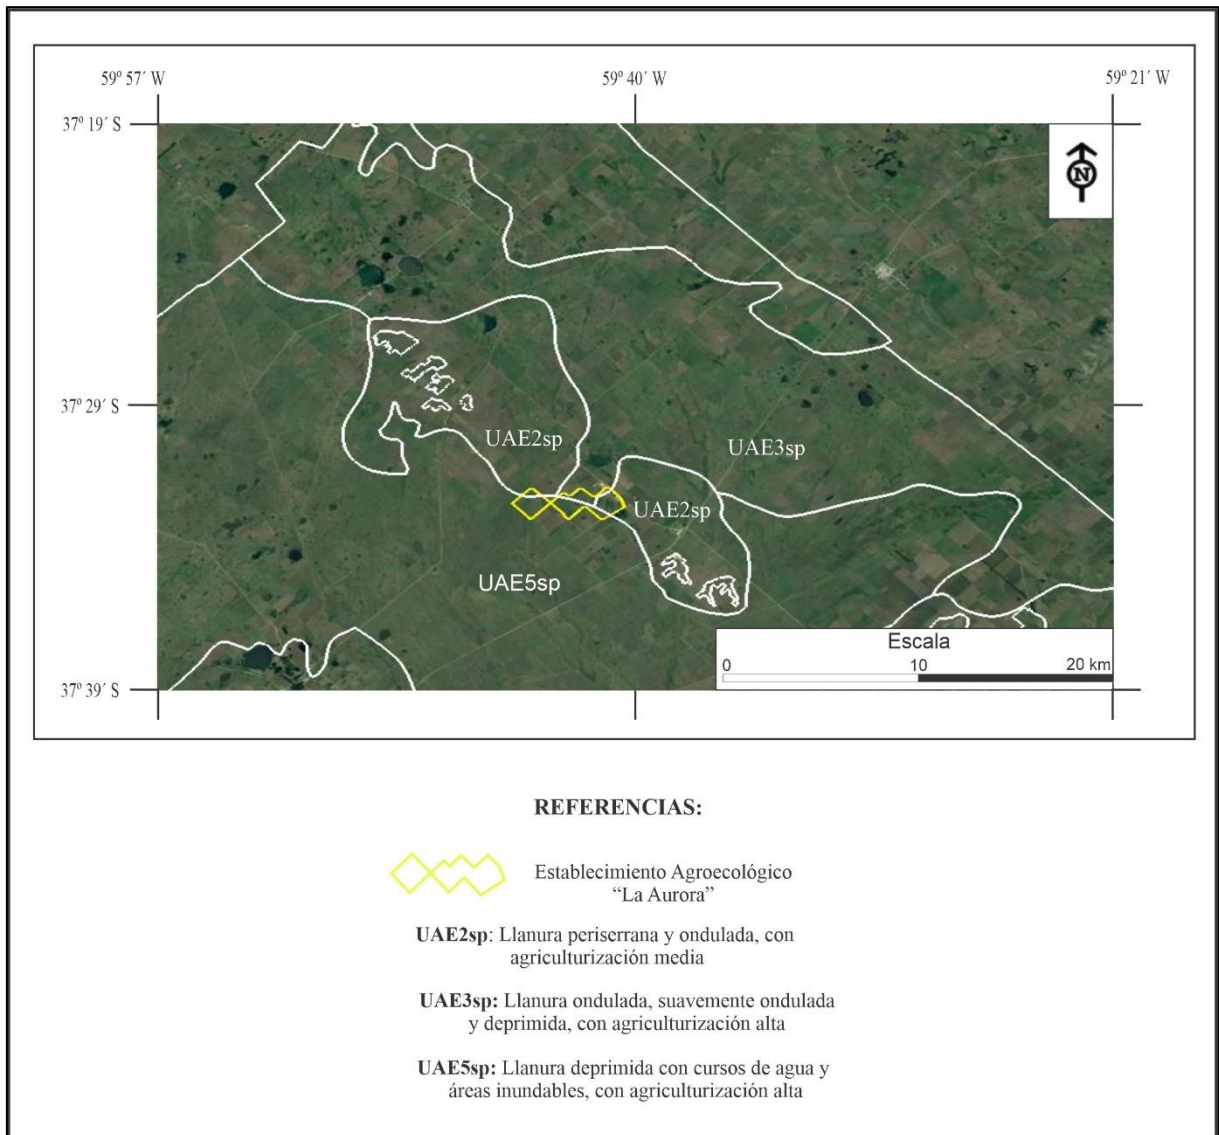 59º 57´ W
59º 40´ W
59º 21´ W
37º 19´ S
N
37º 29´ S
UAE2sp
UAE3sp
UAE2sp
UAE5sp
Escala
0 10 20 km
37º 39´ S
REFERENCIAS:
Establecimiento Agroecológico
“La Aurora”
UAE2sp: Llanura periserrana y ondulada, con
agriculturización media
UAE3sp: Llanura ondulada, suavemente ondulada
y deprimida, con agriculturización alta
UAE5sp: Llanura deprimida con cursos de agua y
áreas inundables, con agriculturización alta